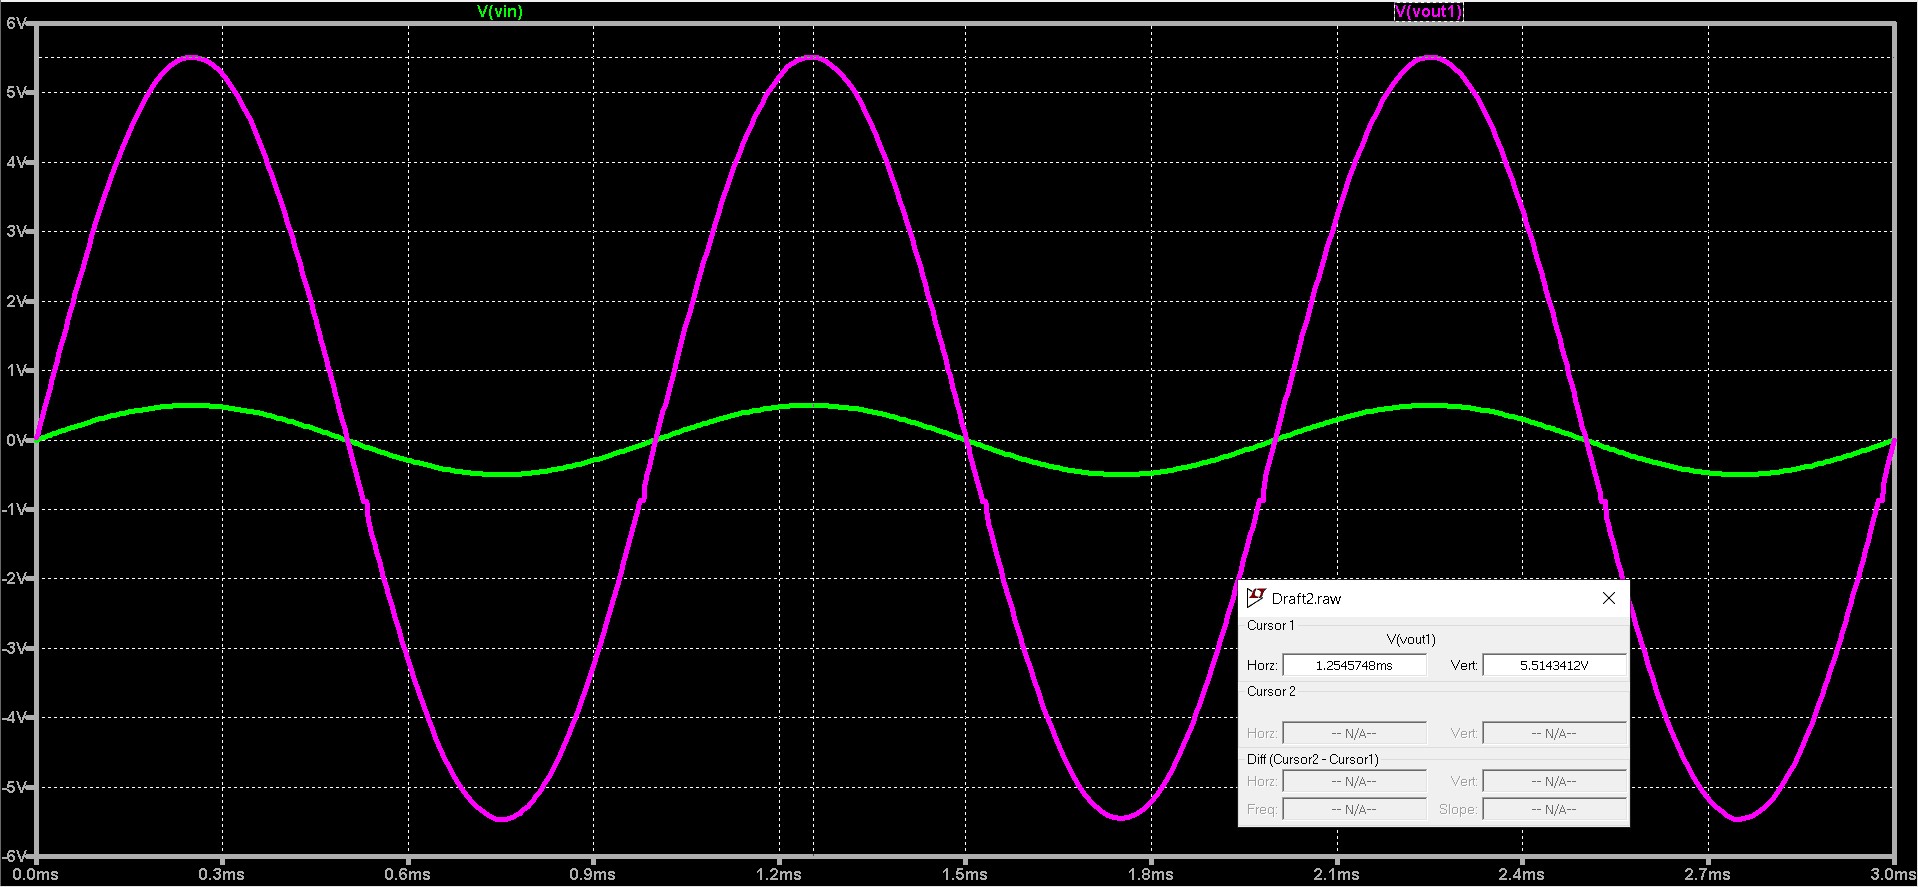 V(vin) V(vout1)
6V
5V
4V
3V
2V
1V
0V
-1V
-2V
-3V
-4V
-5V
-6V
0.0ms 0.3ms 0.6ms 0.9ms 1.2ms 1.5ms 1.8ms 2.1ms 2.4ms 2.7ms 3.0ms
Draft2.raw
Cursor 1
V(vout1)
Horz: 1.2545748ms Vert: 5.5143412V
Cursor 2
Horz: -- N/A-- Vert: -- N/A--
Diff (Cursor2 - Cursor1)
Horz: -- N/A-- Vert: -- N/A--
Freq: -- N/A-- Slope: -- N/A--